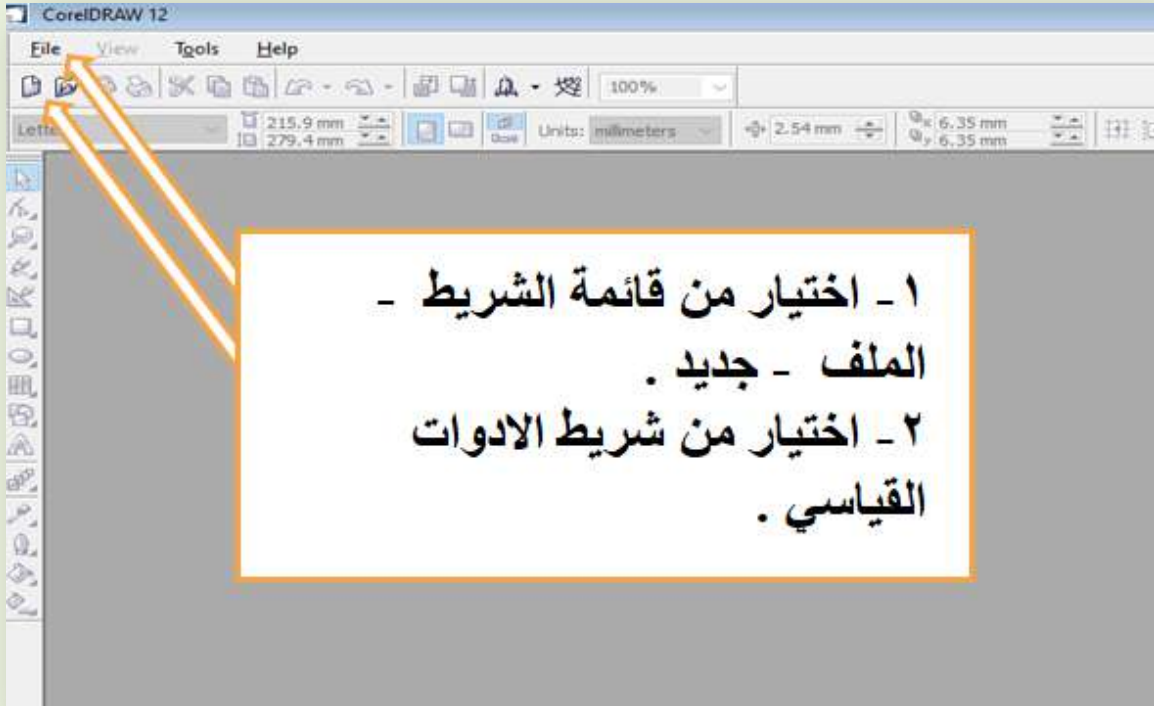 CorelDRAW 12
File View Tools Help
100%
215.9 mm
279.4 mm
Units: millimeters
2.54 mm
x 6.35 mm
y 6.35 mm
١ - اختيار من قائمة الشريط -
الملف - جديد .
٢ - اختيار من شريط الادوات
القياسي .